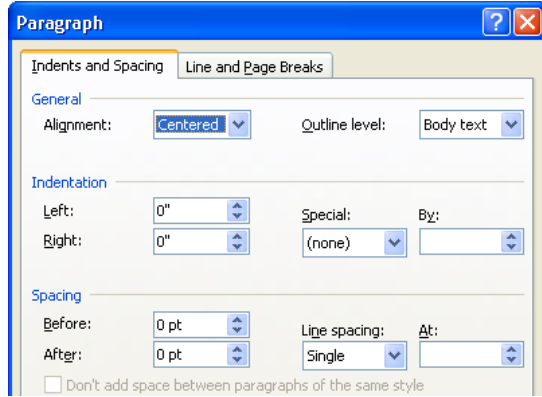 Paragraph
Indents and Spacing Line and Page Breaks
General
Alignment: Centered Outline level: Body text
Indentation
Left: 0" Special: By:
Right: 0" (none)
Spacing
Before: 0 pt Line spacing: At:
After: 0 pt Single
Don't add space between paragraphs of the same style